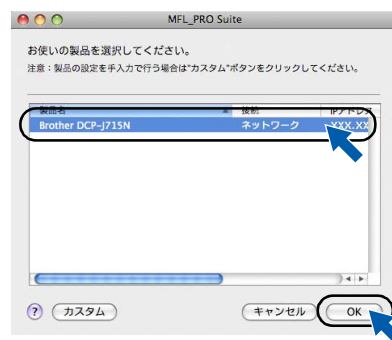 MFL_PRO Suite
お使いの製品を選択してください。
注意：製品の設定を手入力で行う場合は"カスタム"ボタンをクリックしてください。
製品名 接続 IPアドレス
Brother DCP-J715N ネットワーク XXX.XX
? カスタム キャンセル OK